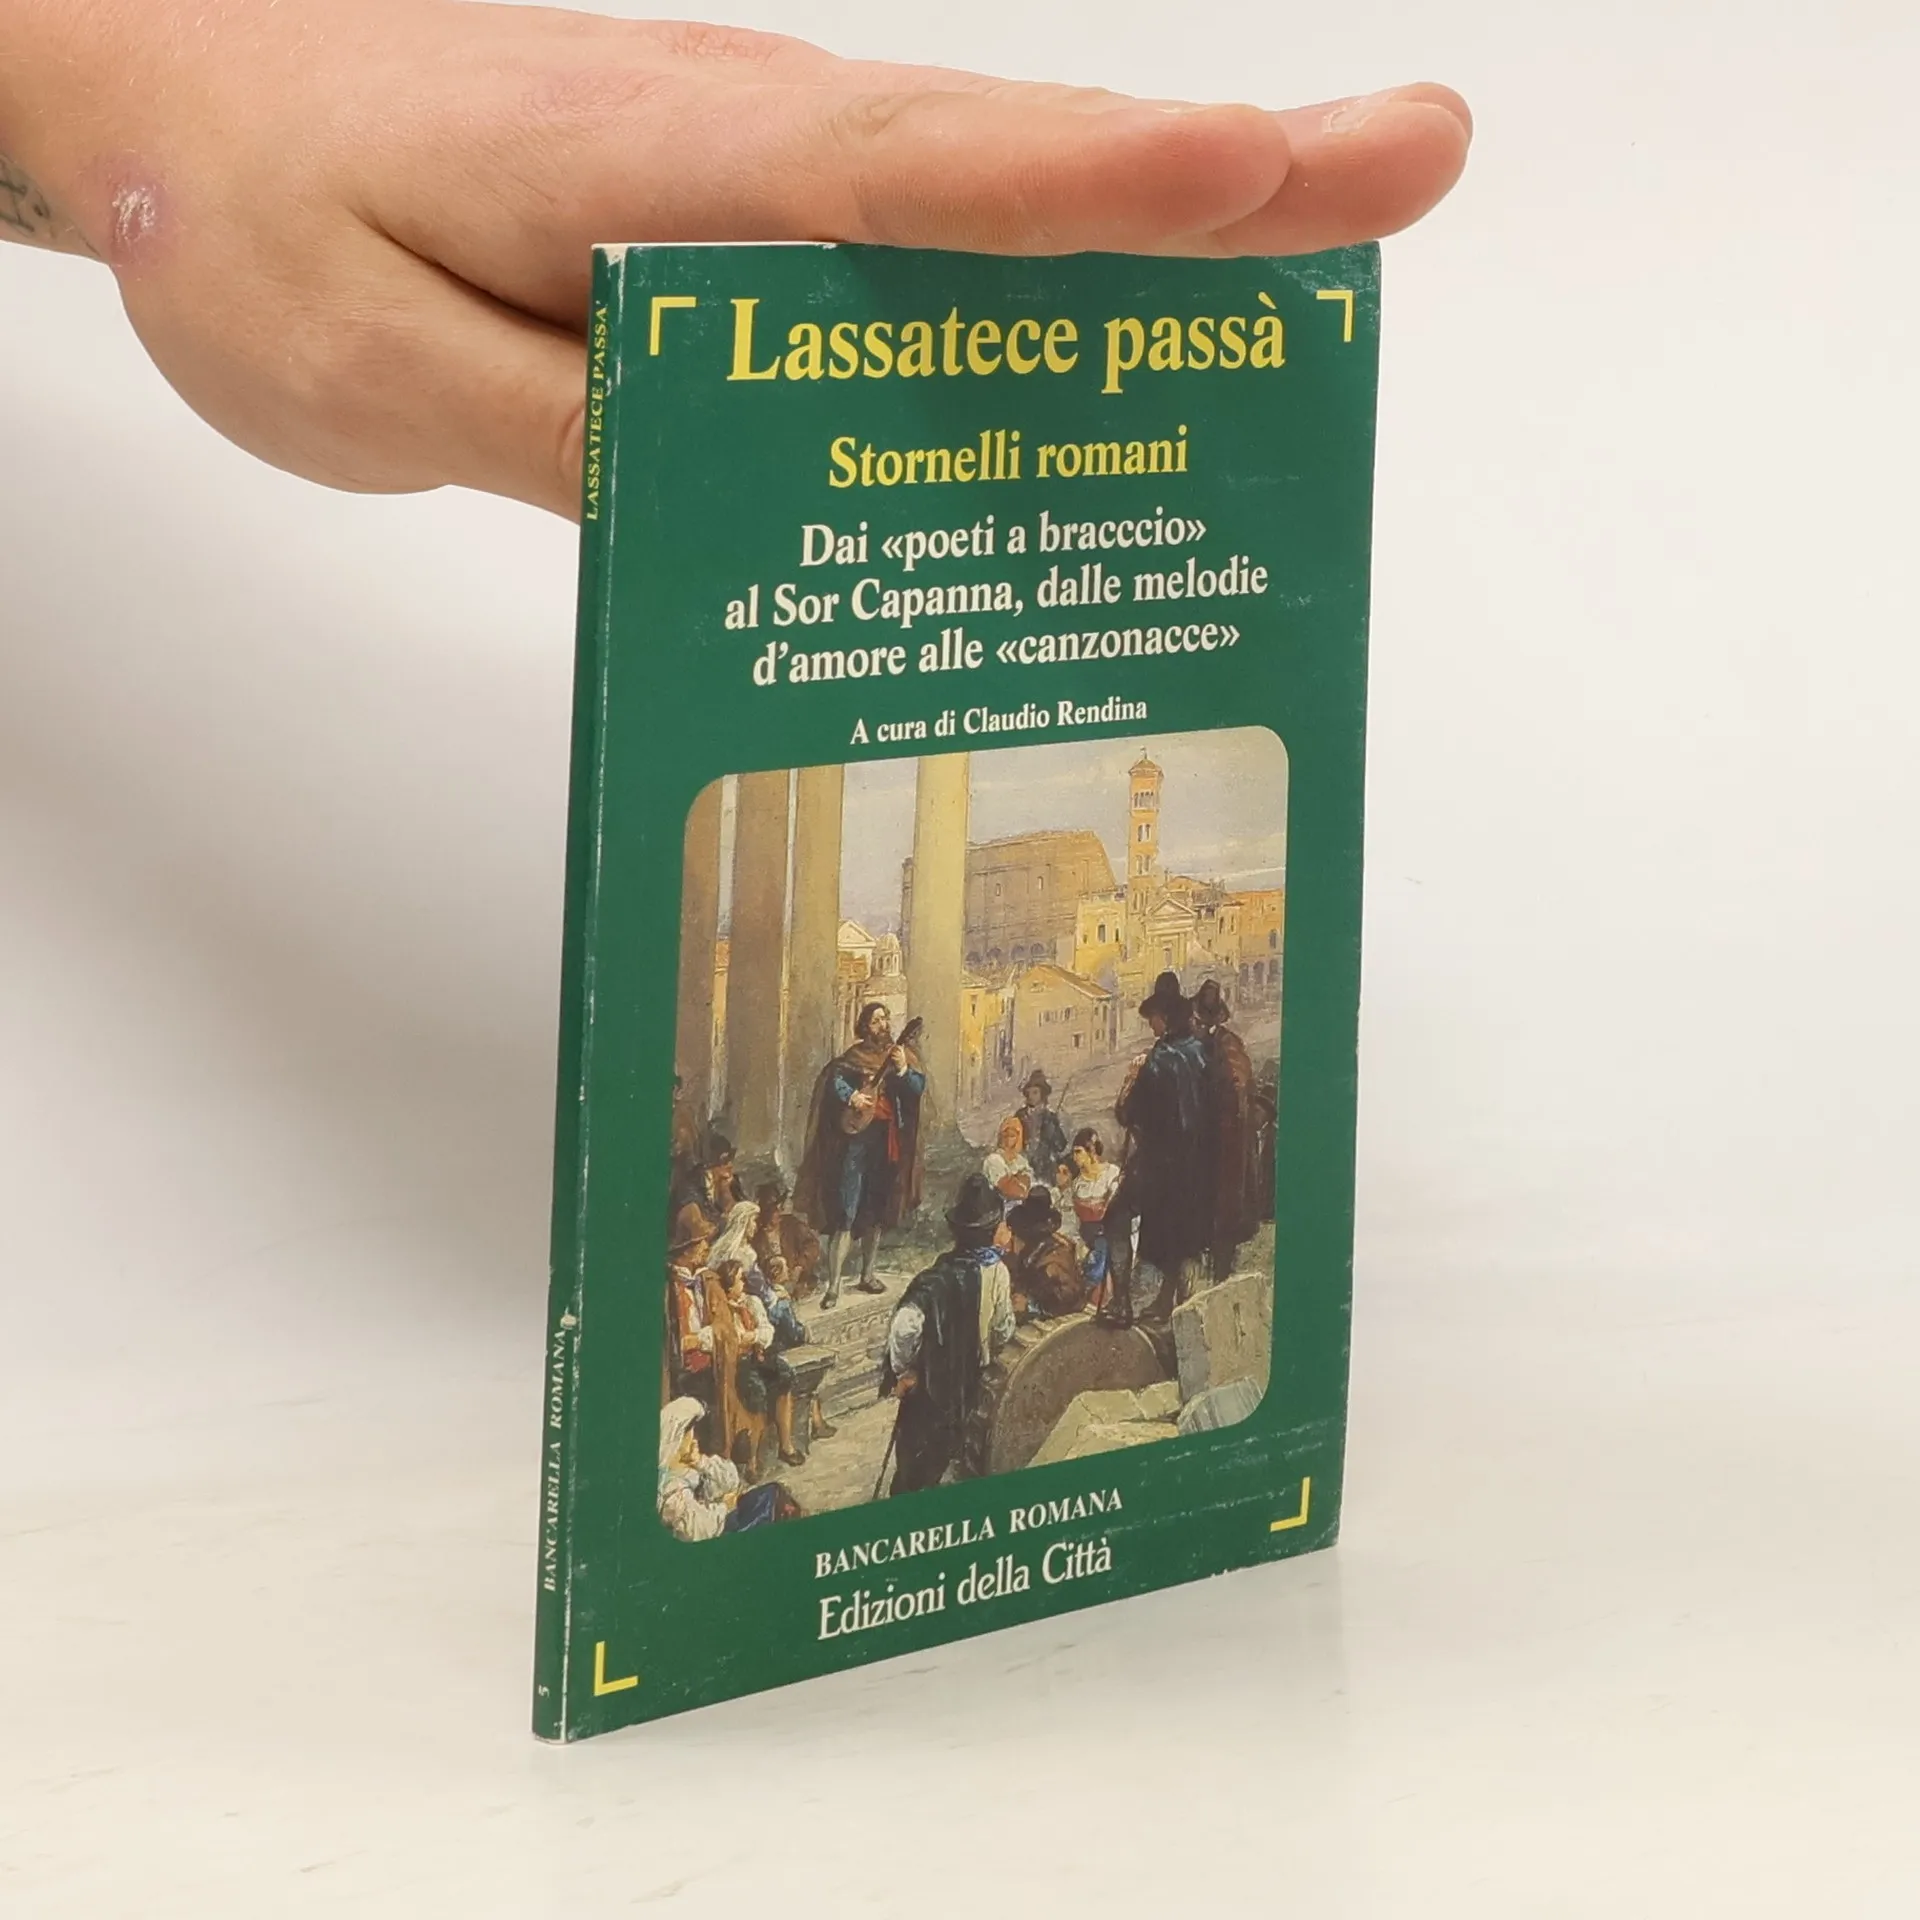 Lassatece passà
Stornelli romani
Dai «poeti a bracccio»
al Sor Capanna, dalle melodie
d'amore alle «canzonacce»
A cura di Claudio Rendina
BANCARELLA ROMANA
Edizioni della Città
LASSATECE PASSA'
BANCARELLA ROMANA
5